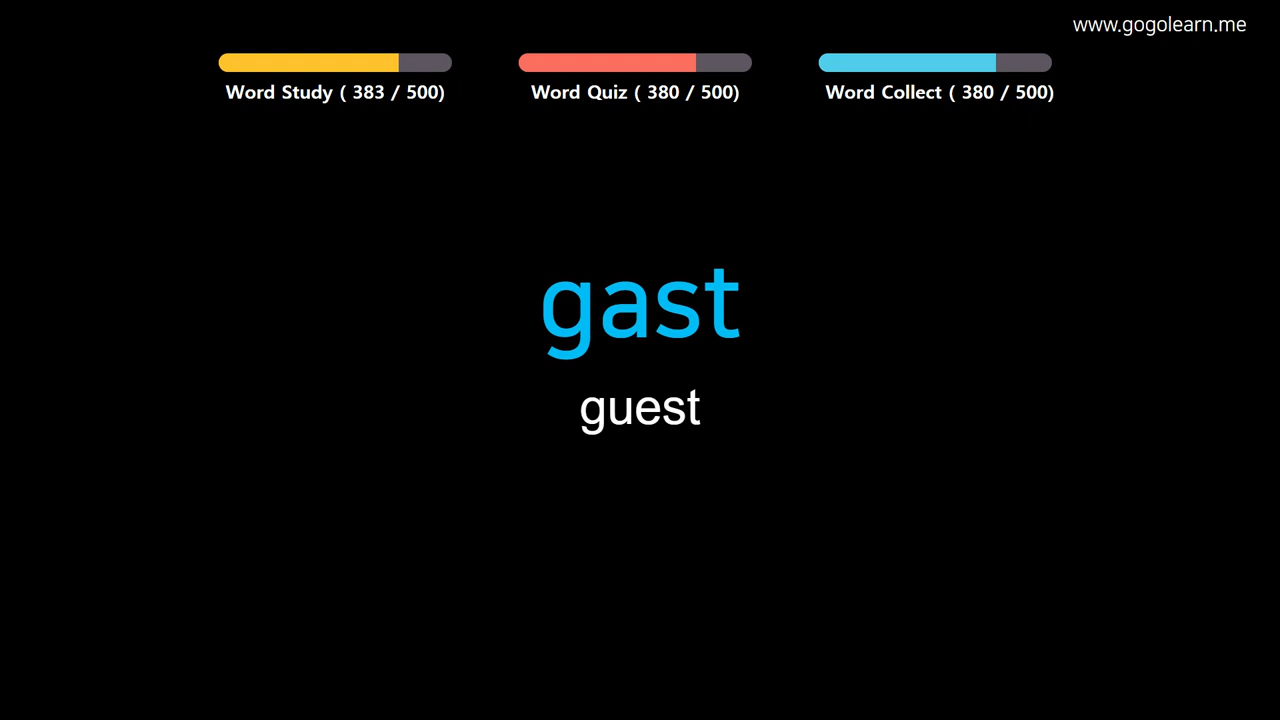 www.gogolearn.me
Word Study ( 383 / 500)
Word Quiz ( 380 / 500)
Word Collect ( 380 / 500)
gast
guest